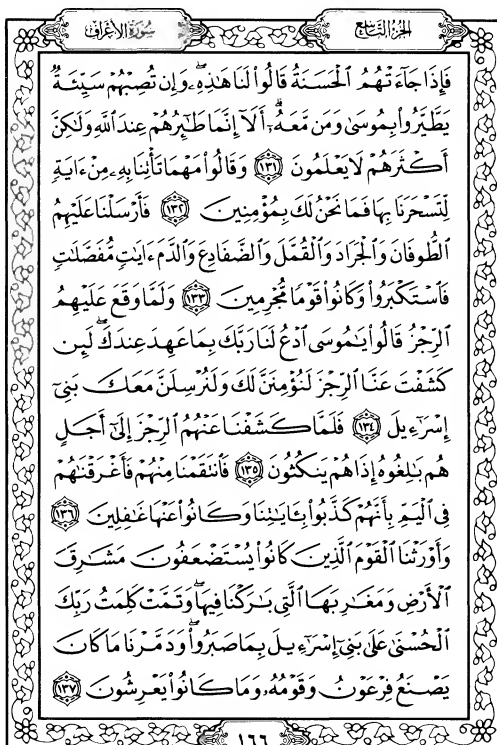 الجزء التاسع
سورة الأعراف
فَإِذَا جَآءَتْهُمُ ٱلْحَسَنَةُ قَالُوا۟ لَنَا هَٰذِهِۦ ۖ وَإِن تُصِبْهُمْ سَيِّئَةٌ
يَطَّيَّرُوا۟ بِمُوسَىٰ وَمَن مَّعَهُۥٓ ۗ أَلَآ إِنَّمَا طَٰٓئِرُهُمْ عِندَ ٱللَّهِ وَلَٰكِنَّ
أَكْثَرَهُمْ لَا يَعْلَمُونَ ١٣١ وَقَالُوا۟ مَهْمَا تَأْتِنَا بِهِۦ مِنْ ءَايَةٍ
لِّتَسْحَرَنَا بِهَا فَمَا نَحْنُ لَكَ بِمُؤْمِنِينَ ١٣٢ فَأَرْسَلْنَا عَلَيْهِمُ
ٱلطُّوفَانَ وَٱلْجَرَادَ وَٱلْقُمَّلَ وَٱلضَّفَادِعَ وَٱلدَّمَ ءَايَٰتٍ مُّفَصَّلَٰتٍ
فَٱسْتَكْبَرُوا۟ وَكَانُوا۟ قَوْمًا مُّجْرِمِينَ ١٣٣ وَلَمَّا وَقَعَ عَلَيْهِمُ
ٱلرِّجْزُ قَالُوا۟ يَٰمُوسَى ٱدْعُ لَنَا رَبَّكَ بِمَا عَهِدَ عِندَكَ ۖ لَئِن
كَشَفْتَ عَنَّا ٱلرِّجْزَ لَنُؤْمِنَنَّ لَكَ وَلَنُرْسِلَنَّ مَعَكَ بَنِىٓ
إِسْرَٰٓءِيلَ ١٣٤ فَلَمَّا كَشَفْنَا عَنْهُمُ ٱلرِّجْزَ إِلَىٰٓ أَجَلٍ
هُم بَٰلِغُوهُ إِذَا هُمْ يَنكُثُونَ ١٣٥ فَٱنتَقَمْنَا مِنْهُمْ فَأَغْرَقْنَٰهُمْ
فِى ٱلْيَمِّ بِأَنَّهُمْ كَذَّبُوا۟ بِـَٔايَٰتِنَا وَكَانُوا۟ عَنْهَا غَٰفِلِينَ ١٣٦
وَأَوْرَثْنَا ٱلْقَوْمَ ٱلَّذِينَ كَانُوا۟ يُسْتَضْعَفُونَ مَشَٰرِقَ
ٱلْأَرْضِ وَمَغَٰرِبَهَا ٱلَّتِى بَٰرَكْنَا فِيهَا ۖ وَتَمَّتْ كَلِمَتُ رَبِّكَ
ٱلْحُسْنَىٰ عَلَىٰ بَنِىٓ إِسْرَٰٓءِيلَ بِمَا صَبَرُوا۟ ۖ وَدَمَّرْنَا مَا كَانَ
يَصْنَعُ فِرْعَوْنُ وَقَوْمُهُۥ وَمَا كَانُوا۟ يَعْرِشُونَ ١٣٧
١٦٦